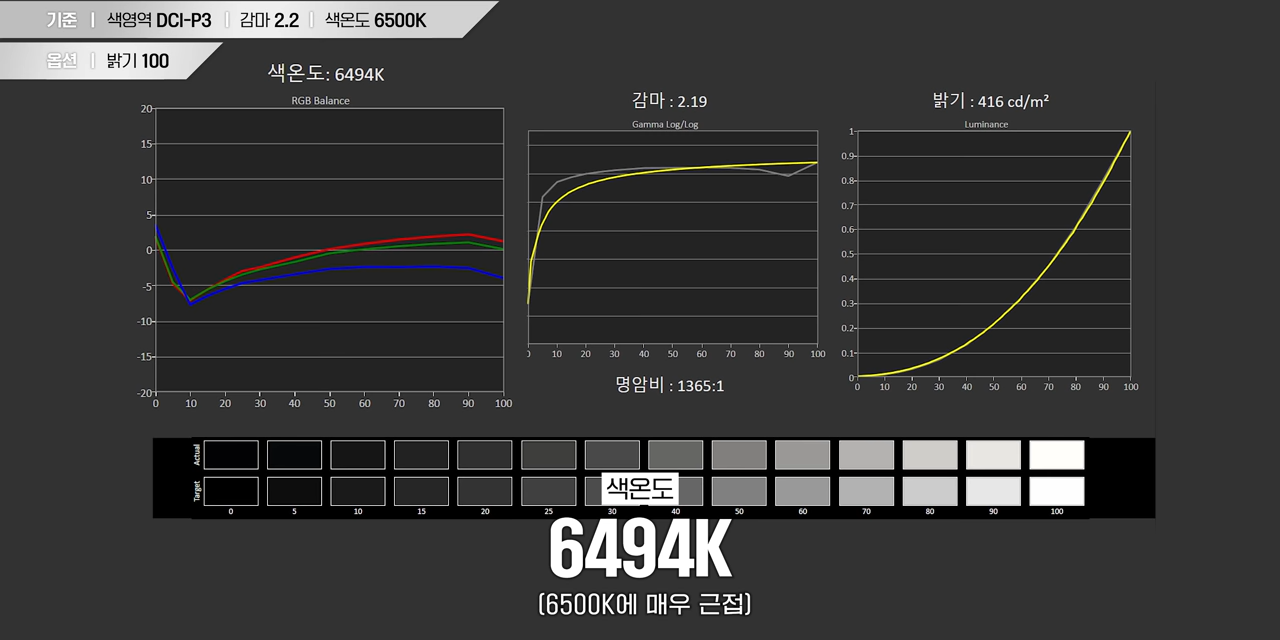 기준 | 색영역 DCI-P3 | 감마 2.2 | 색온도 6500K
옵션 | 밝기 100
색온도: 6494K
RGB Balance
20
15
10
5
0
-5
-10
-15
-20
0 10 20 30 40 50 60 70 80 90 100
감마 : 2.19
Gamma Log/Log
0 10 20 30 40 50 60 70 80 90 100
명암비 : 1365:1
밝기 : 416 cd/m²
Luminance
1
0.9
0.8
0.7
0.6
0.5
0.4
0.3
0.2
0.1
0
0 10 20 30 40 50 60 70 80 90 100
Actual
Target
0 5 10 15 20 25 30 40 50 60 70 80 90 100
색온도
6494K
(6500K에 매우 근접)